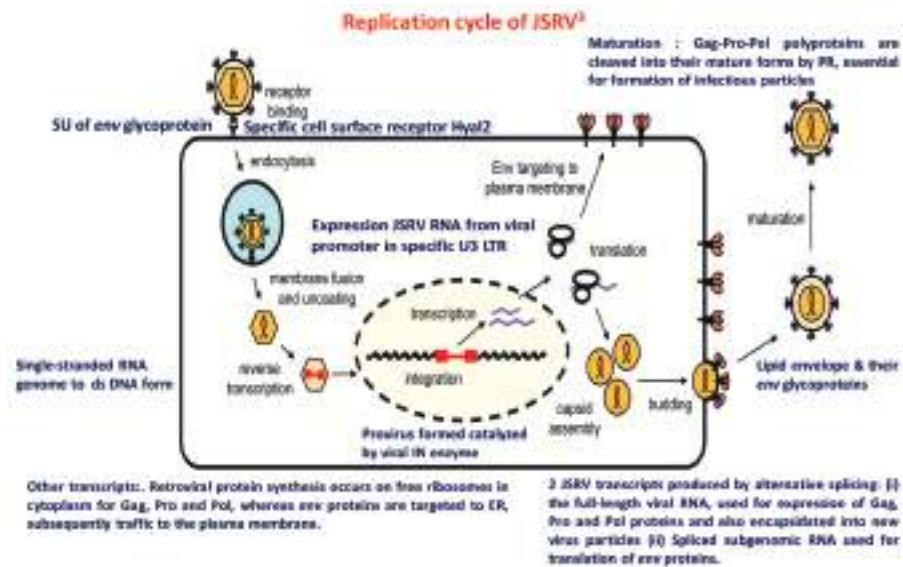 Replication cycle of JSRV³
Maturation : Gag-Pro-Pol polyproteins are
cleaved into their mature forms by PR, essential
for formation of infectious particles
receptor
binding
SU of env glycoprotein
Specific cell surface receptor Hyal2
endocytosis
Env targeting to
plasma membrane
Expression JSRV RNA from viral
promoter in specific U3 LTR
translation
maturation
membrane fusion
and uncoating
transcription
Single-stranded RNA
genome to ds DNA form
reverse
transcription
integration
capsid
assembly
budding
Lipid envelope & their
env glycoproteins
Provirus formed catalyzed
by viral IN enzyme
Other transcripts:. Retroviral protein synthesis occurs on free ribosomes in
cytoplasm for Gag, Pro and Pol, whereas env proteins are targeted to ER,
subsequently traffic to the plasma membrane.
2 JSRV transcripts produced by alternative splicing: (i)
the full-length viral RNA, used for expression of Gag,
Pro and Pol proteins and also encapsidated into new
virus particles (ii) Spliced subgenomic RNA used for
translation of env proteins.